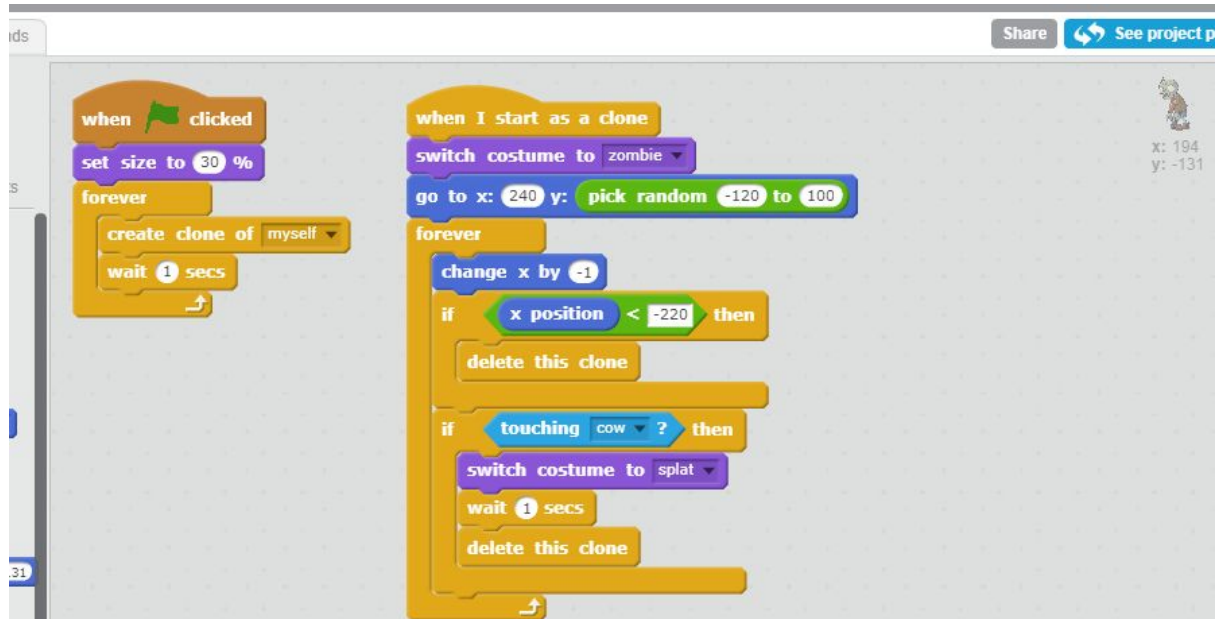 ds
Share
See project p
when clicked
set size to 30 %
forever
create clone of myself
wait 1 secs
when I start as a clone
switch costume to zombie
go to x: 240 y: pick random -120 to 100
forever
change x by -1
if x position < -220 then
delete this clone
if touching cow ? then
switch costume to splat
wait 1 secs
delete this clone
x: 194
y: -131
s
31